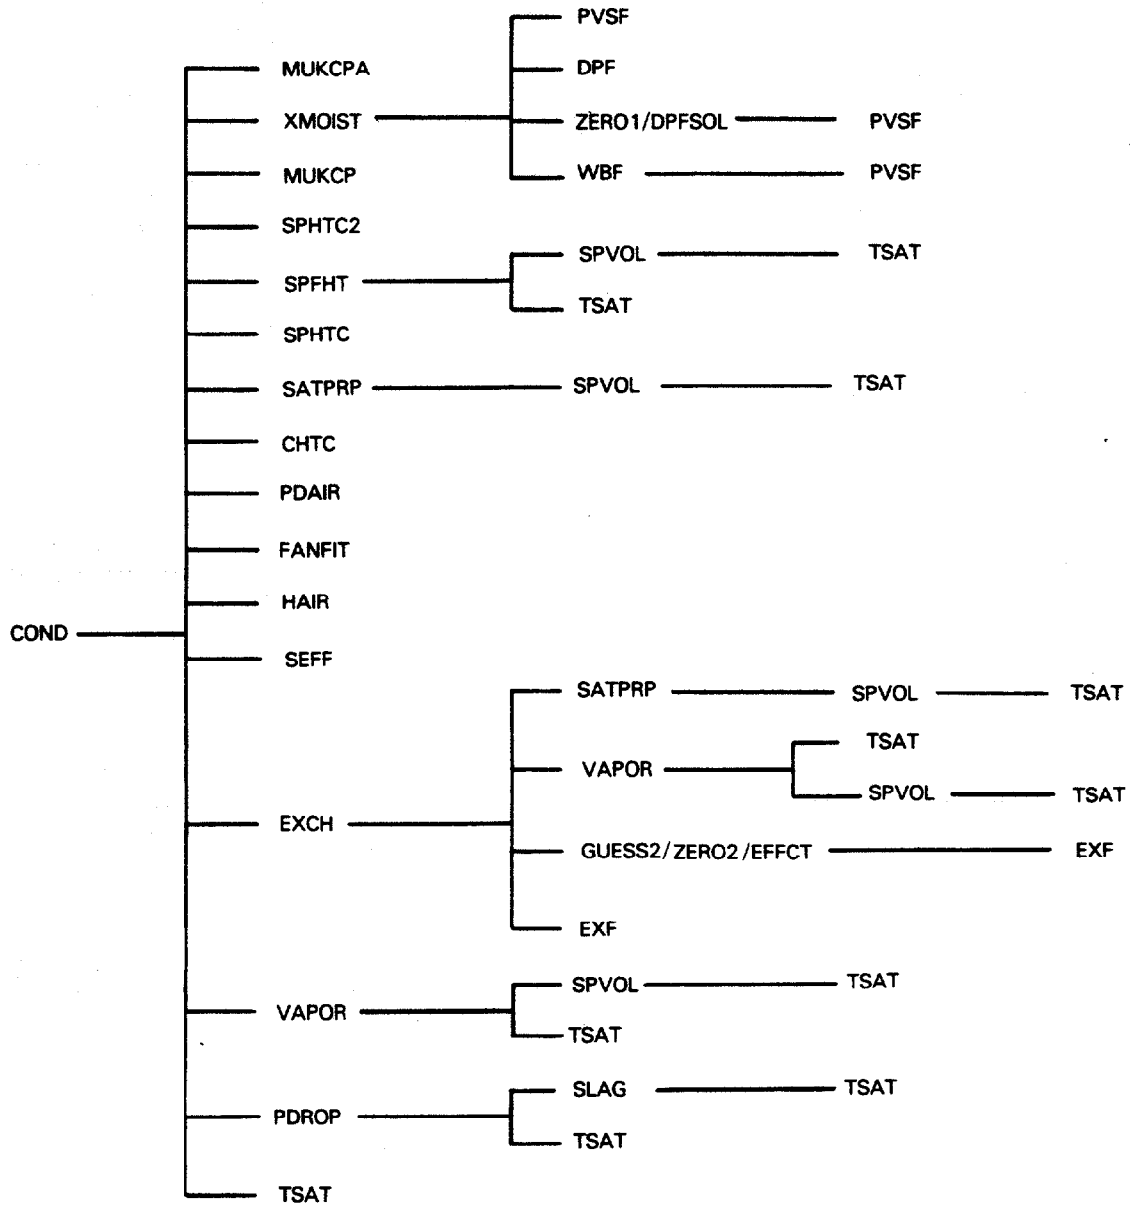 PVSF
MUKCPA DPF
XMOIST ZERO1/DPFSOL PVSF
MUKCP WBF PVSF
SPHTC2
SPVOL TSAT
SPFHT
TSAT
SPHTC
SATPRP SPVOL TSAT
CHTC
PDAIR
FANFIT
HAIR
COND
SEFF
SATPRP SPVOL TSAT
TSAT
VAPOR
SPVOL TSAT
EXCH
GUESS2/ZERO2/EFFCT EXF
EXF
SPVOL TSAT
VAPOR
TSAT
SLAG TSAT
PDROP
TSAT
TSAT